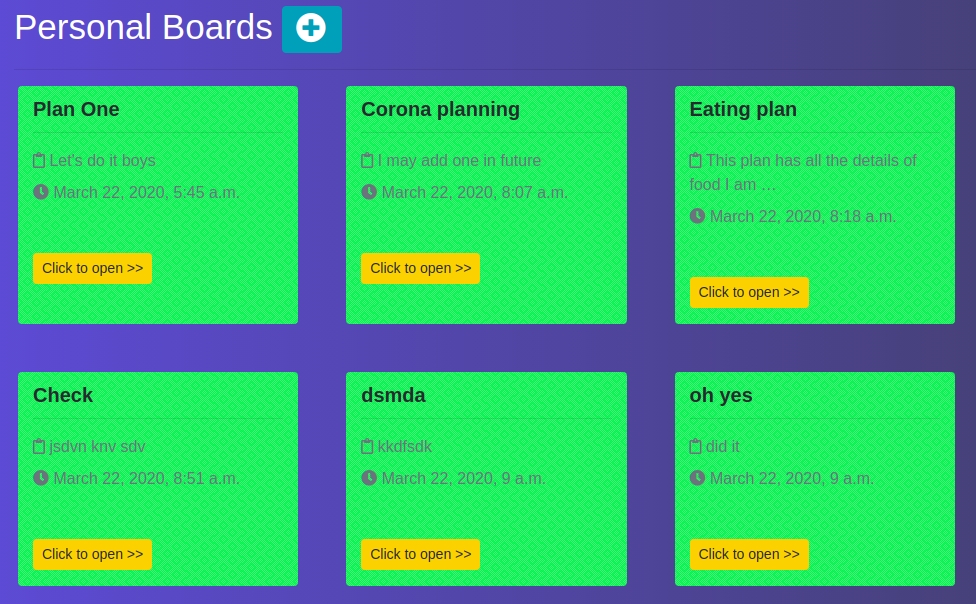 Personal Boards
Plan One
Let's do it boys
March 22, 2020, 5:45 a.m.
Click to open >>
Corona planning
I may add one in future
March 22, 2020, 8:07 a.m.
Click to open >>
Eating plan
This plan has all the details of
food I am …
March 22, 2020, 8:18 a.m.
Click to open >>
Check
jsdvn knv sdv
March 22, 2020, 8:51 a.m.
Click to open >>
dsmda
kkdfsdk
March 22, 2020, 9 a.m.
Click to open >>
oh yes
did it
March 22, 2020, 9 a.m.
Click to open >>